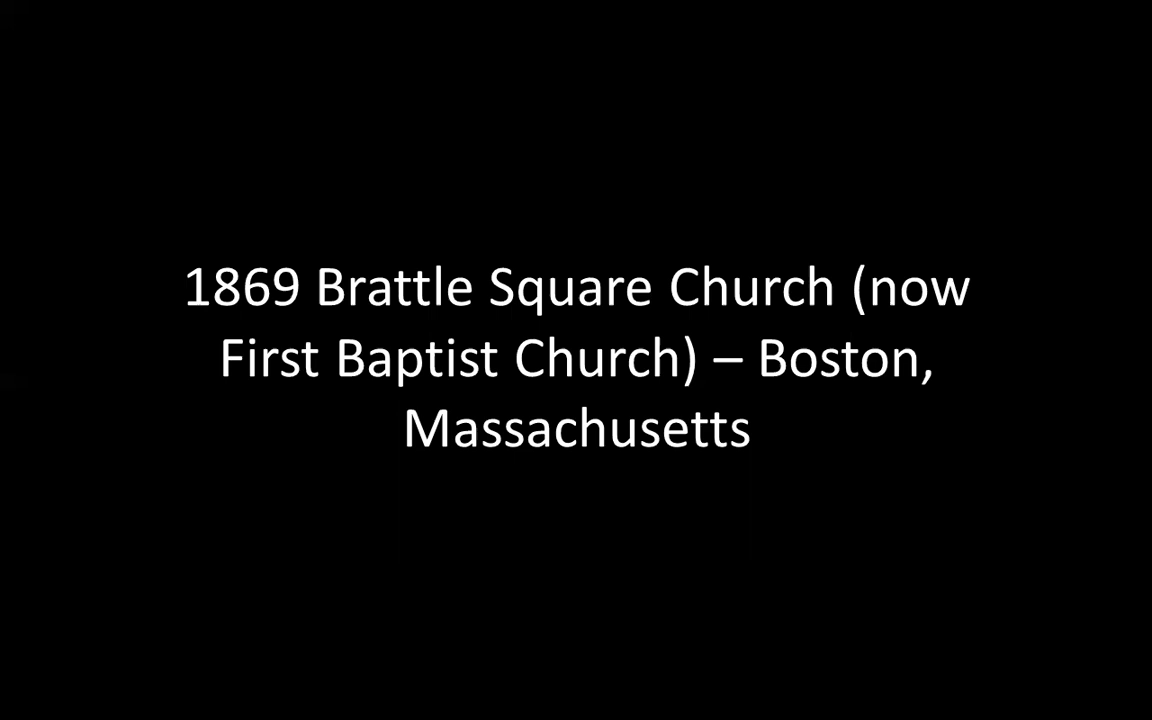 1869 Brattle Square Church (now
First Baptist Church) – Boston,
Massachusetts